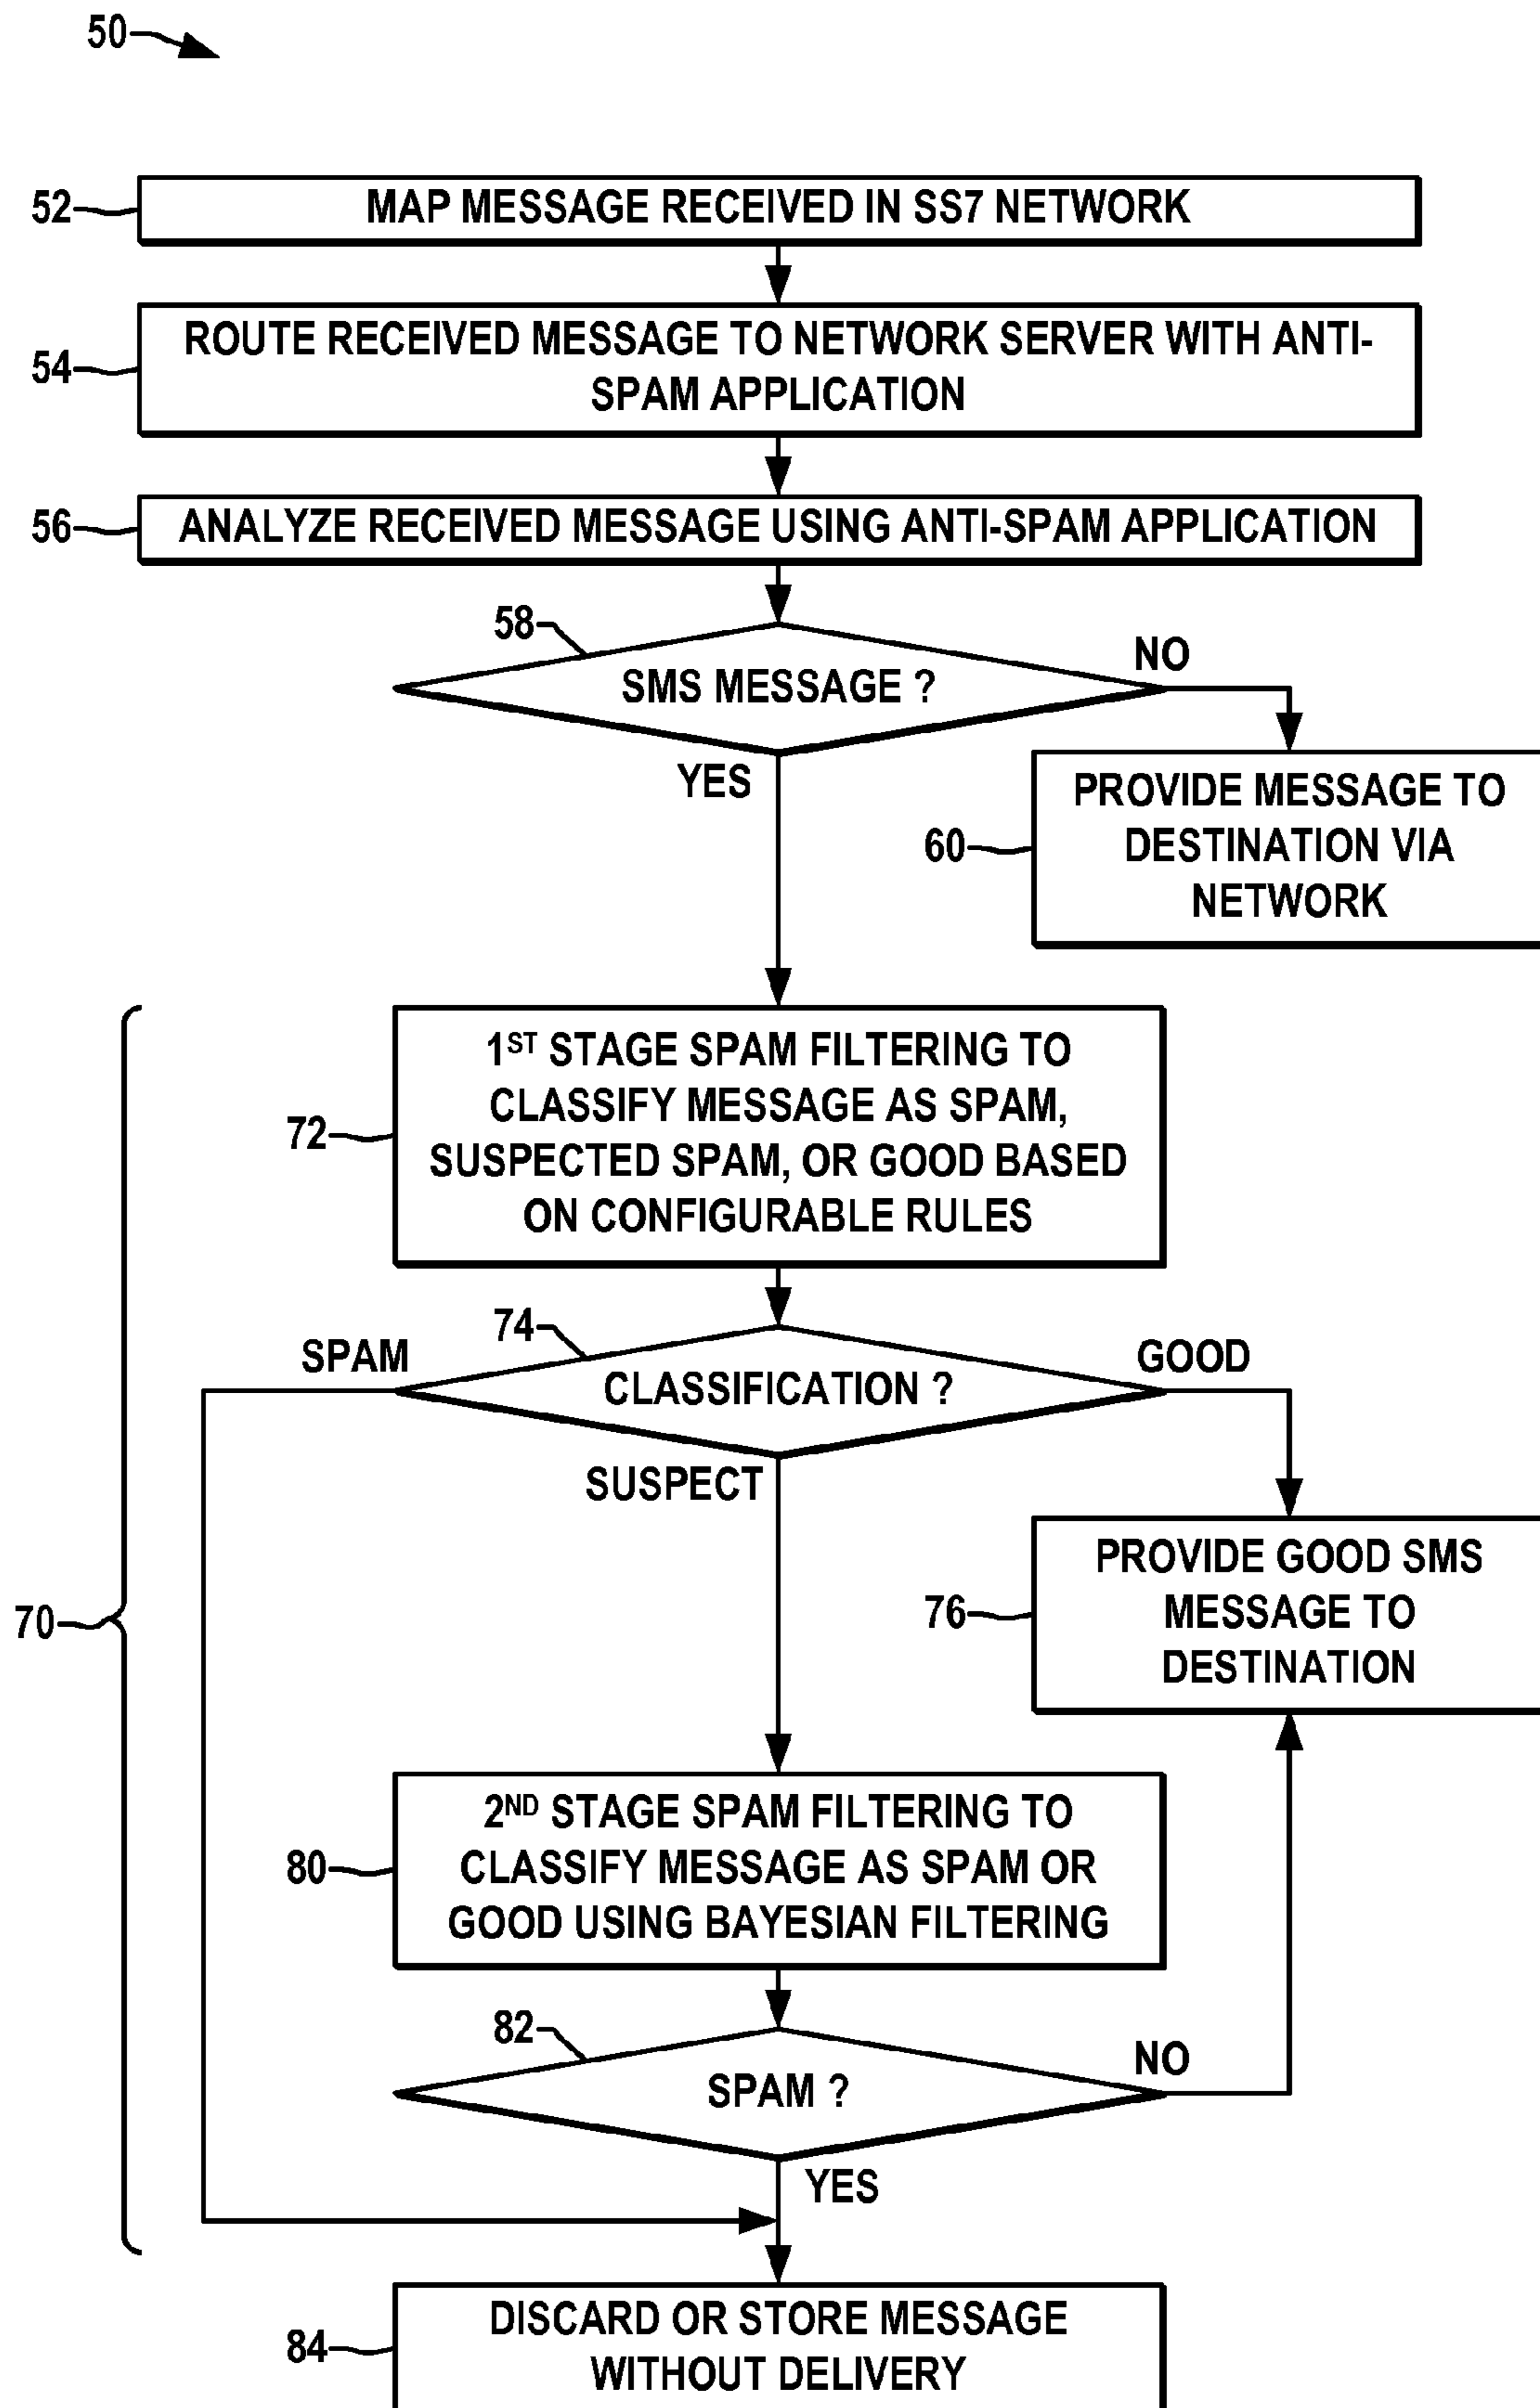 50
52
MAP MESSAGE RECEIVED IN SS7 NETWORK
54
ROUTE RECEIVED MESSAGE TO NETWORK SERVER WITH ANTI-
SPAM APPLICATION
56
ANALYZE RECEIVED MESSAGE USING ANTI-SPAM APPLICATION
58
SMS MESSAGE ?
NO
YES
60
PROVIDE MESSAGE TO
DESTINATION VIA
NETWORK
70
72
1ST STAGE SPAM FILTERING TO
CLASSIFY MESSAGE AS SPAM,
SUSPECTED SPAM, OR GOOD BASED
ON CONFIGURABLE RULES
74
SPAM
CLASSIFICATION ?
GOOD
SUSPECT
76
PROVIDE GOOD SMS
MESSAGE TO
DESTINATION
80
2ND STAGE SPAM FILTERING TO
CLASSIFY MESSAGE AS SPAM OR
GOOD USING BAYESIAN FILTERING
82
SPAM ?
NO
YES
84
DISCARD OR STORE MESSAGE
WITHOUT DELIVERY